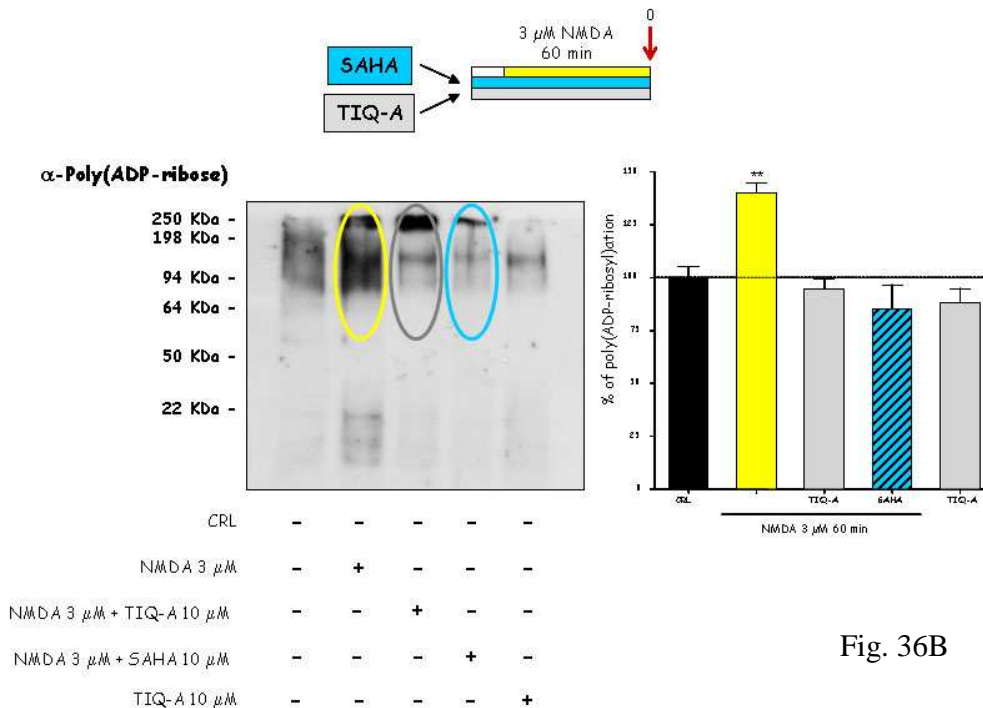 0
3 μM NMDA
60 min
SAHA
TIQ-A
α-Poly(ADP-ribose)
250 KDa -
198 KDa -
94 KDa -
64 KDa -
50 KDa -
22 KDa -
% of poly(ADP-ribosyl)ation
**
100
CRL
TIQ-A
SAHA
TIQ-A
NMDA 3 μM 60 min
CRL - - - - -
NMDA 3 μM - + - - -
NMDA 3 μM + TIQ-A 10 μM - - + - -
NMDA 3 μM + SAHA 10 μM - - - + -
TIQ-A 10 μM - - - - +
Fig. 36B